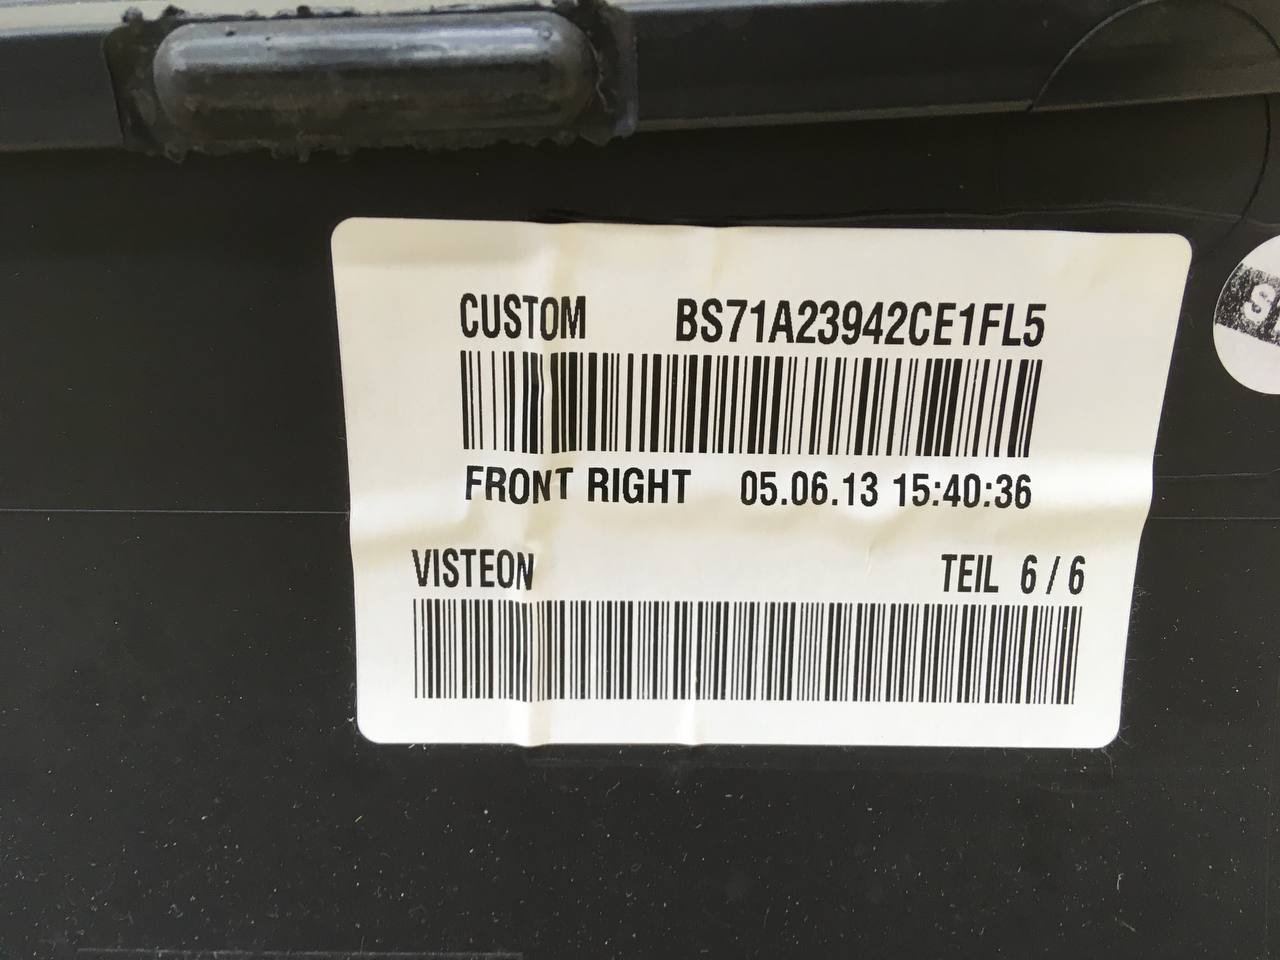 CUSTOM BS71A23942CE1FL5
FRONT RIGHT 05.06.13 15:40:36
VISTEON TEIL 6 / 6